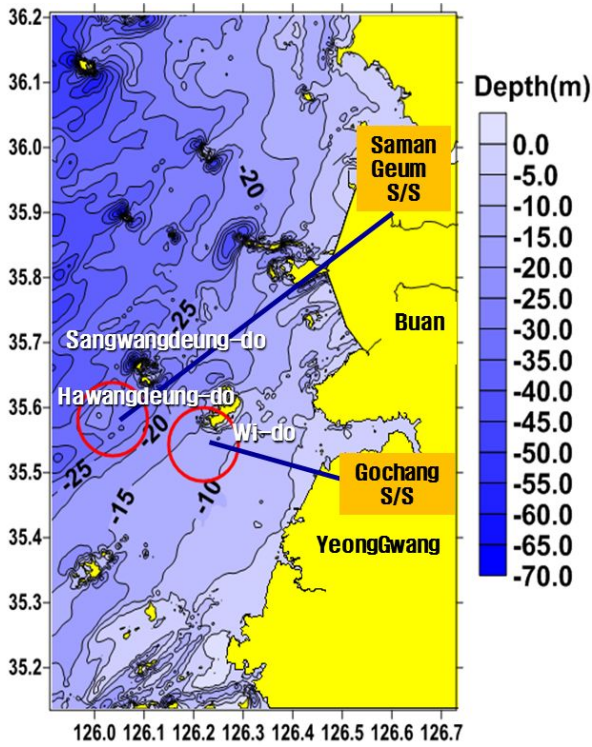 36.2
36.1
36.0
35.9
35.8
35.7
35.6
35.5
35.4
35.3
35.2
126.0 126.1 126.2 126.3 126.4 126.5 126.6 126.7
-20
-25
-20
-25
-15
-10
Saman
Geum
S/S
Buan
Sangwangdeung-do
Hawangdeung-do
Wi-do
Gochang
S/S
YeongGwang
Depth(m)
0.0
-5.0
-10.0
-15.0
-20.0
-25.0
-30.0
-35.0
-40.0
-45.0
-50.0
-55.0
-60.0
-65.0
-70.0